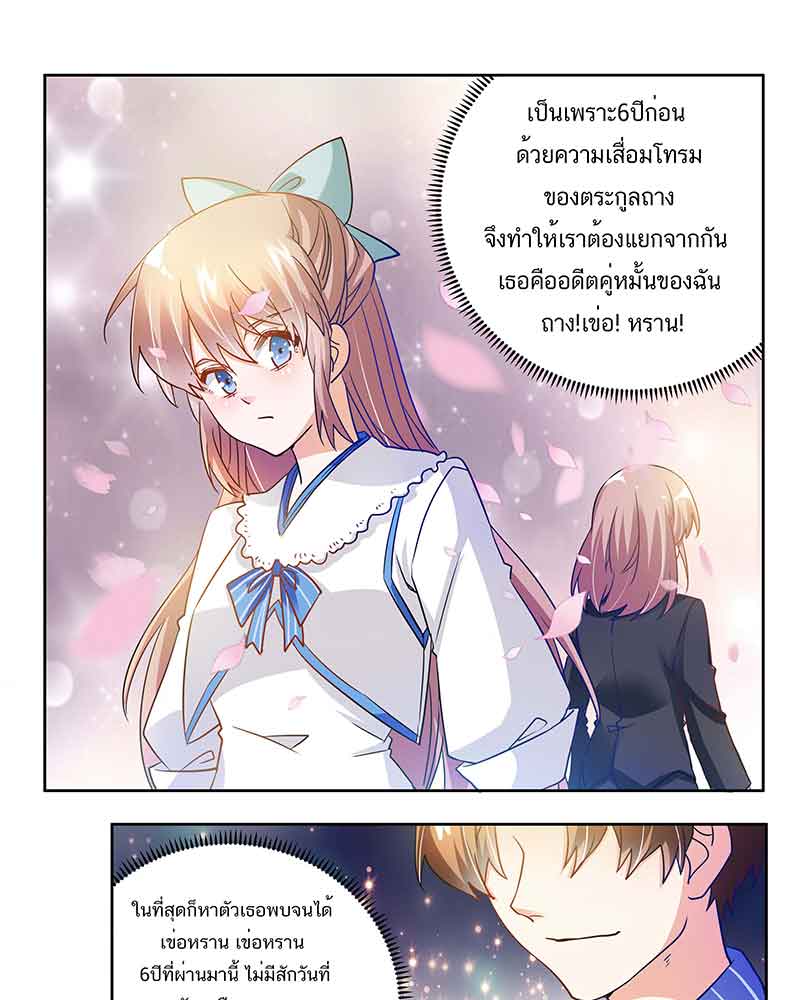 เป็นเพราะ6ปีก่อน
ด้วยความเสื่อมโทรม
ของตระกูลถาง
จึงทำให้เราต้องแยกจากกัน
เธอคืออดีตคู่หมั้นของฉัน
ถาง!เข่อ! หราน!
ในที่สุดก็หาตัวเธอพบจนได้
เข่อหราน เข่อหราน
6ปีที่ผ่านมานี้ ไม่มีสักวันที่